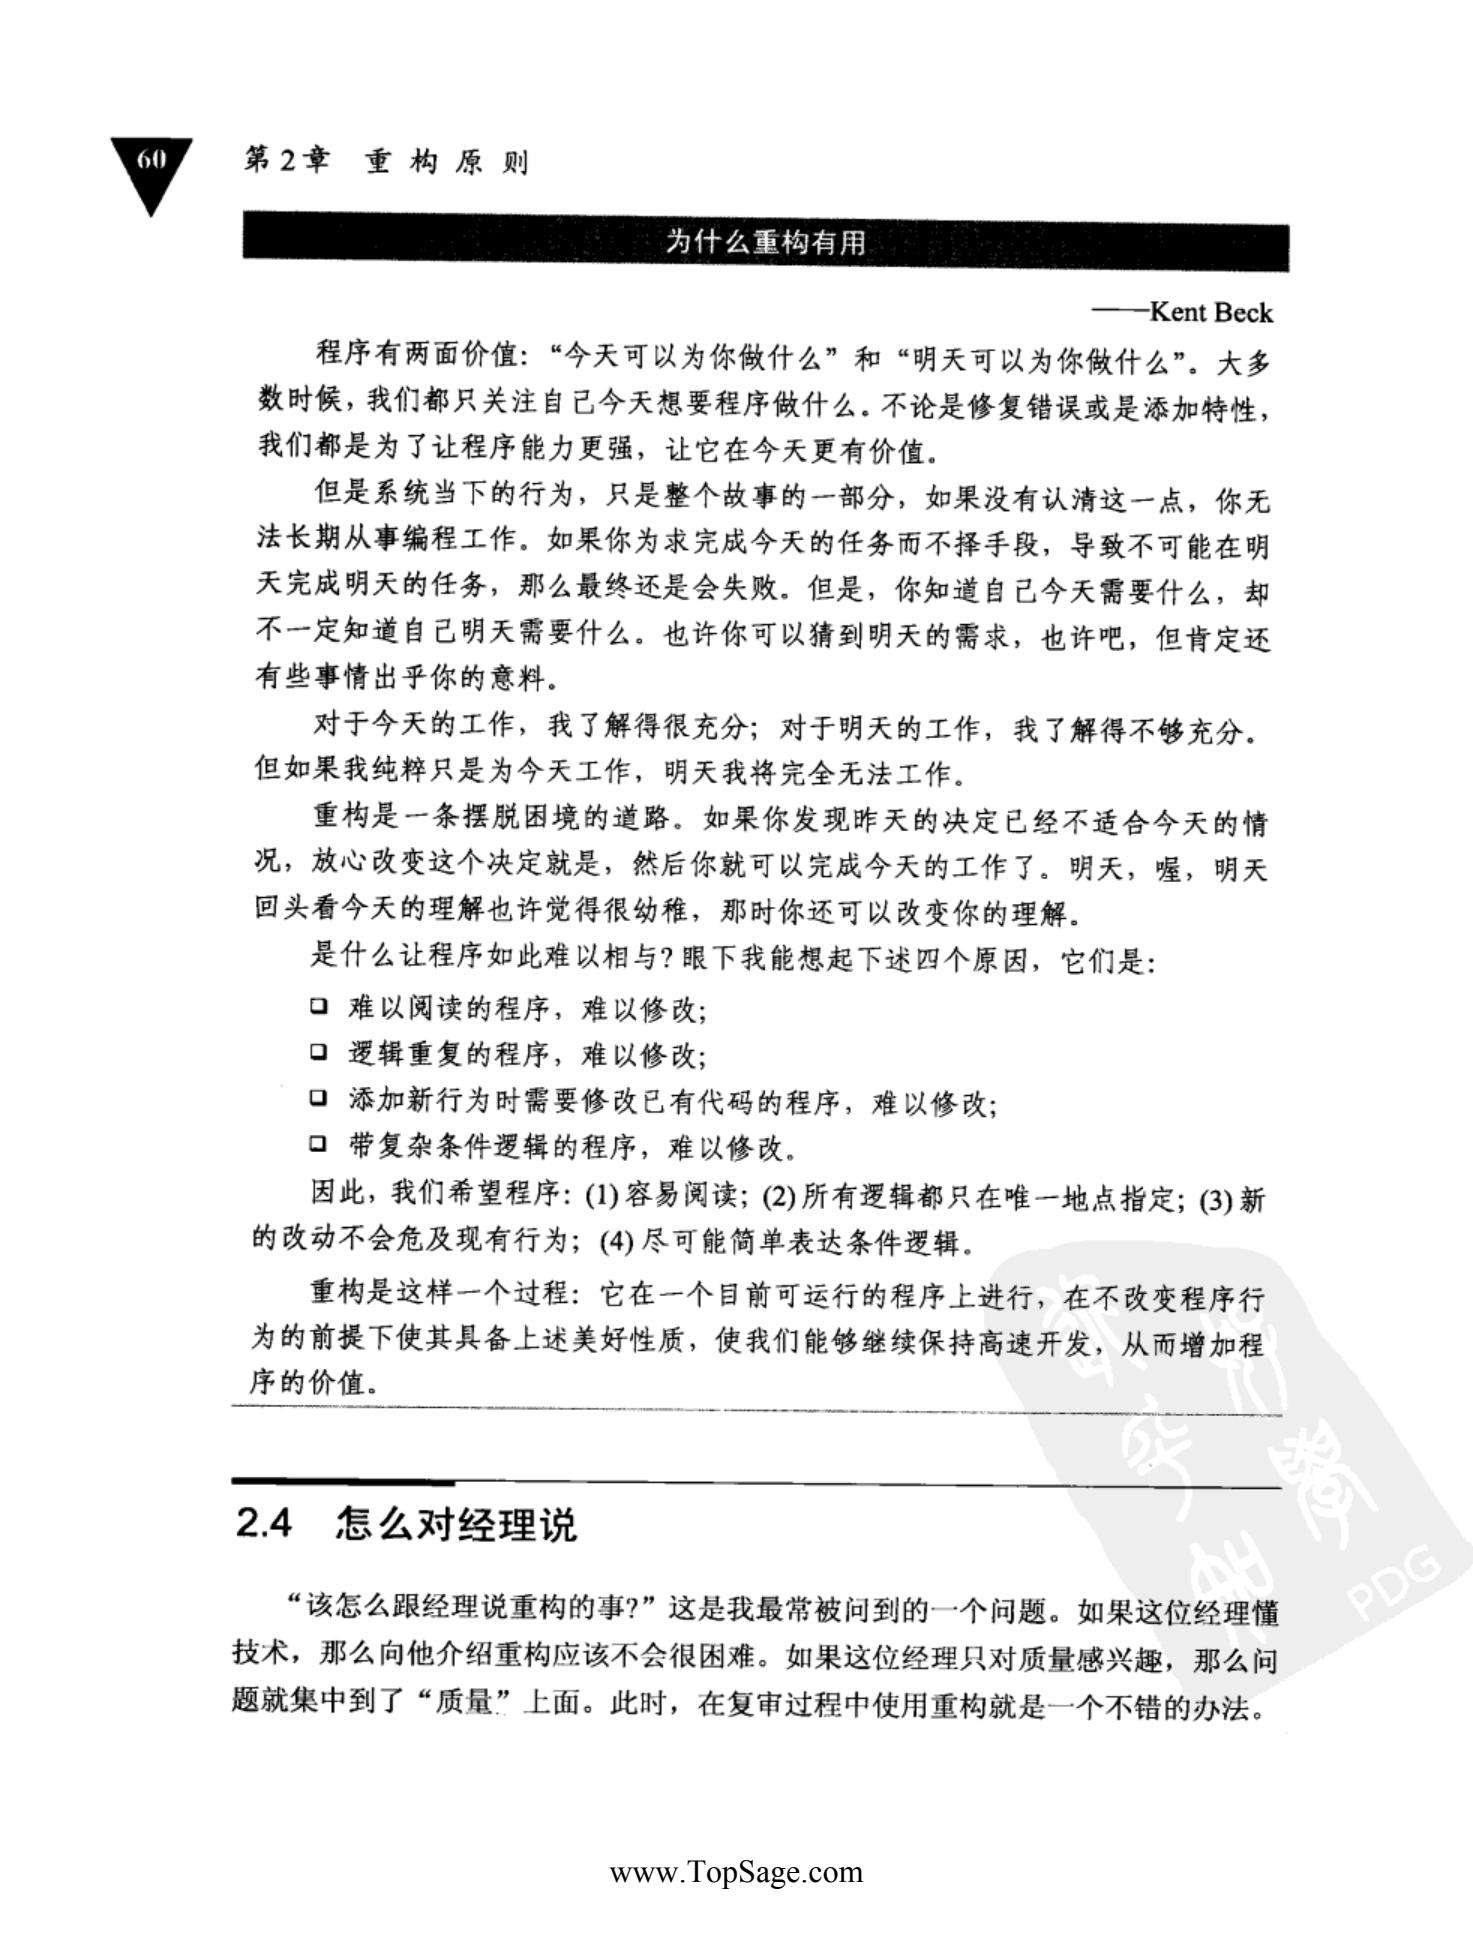 60
第2章 重构原则
为什么重构有用
——Kent Beck
程序有两面价值：“今天可以为你做什么”和“明天可以为你做什么”。大多
数时候，我们都只关注自己今天想要程序做什么。不论是修复错误或是添加特性，
我们都是为了让程序能力更强，让它在今天更有价值。
但是系统当下的行为，只是整个故事的一部分，如果没有认清这一点，你无
法长期从事编程工作。如果你为求完成今天的任务而不择手段，导致不可能在明
天完成明天的任务，那么最终还是会失败。但是，你知道自己今天需要什么，却
不一定知道自己明天需要什么。也许你可以猜到明天的需求，也许吧，但肯定还
有些事情出乎你的意料。
对于今天的工作，我了解得很充分；对于明天的工作，我了解得不够充分。
但如果我纯粹只是为今天工作，明天我将完全无法工作。
重构是一条摆脱困境的道路。如果你发现昨天的决定已经不适合今天的情
况，放心改变这个决定就是，然后你就可以完成今天的工作了。明天，喔，明天
回头看今天的理解也许觉得很幼稚，那时你还可以改变你的理解。
是什么让程序如此难以相与？眼下我能想起下述四个原因，它们是：
❑ 难以阅读的程序，难以修改；
❑ 逻辑重复的程序，难以修改；
❑ 添加新行为时需要修改已有代码的程序，难以修改；
❑ 带复杂条件逻辑的程序，难以修改。
因此，我们希望程序：(1)容易阅读；(2)所有逻辑都只在唯一地点指定；(3)新
的改动不会危及现有行为；(4)尽可能简单表达条件逻辑。
重构是这样一个过程：它在一个目前可运行的程序上进行，在不改变程序行
为的前提下使其具备上述美好性质，使我们能够继续保持高速开发，从而增加程
序的价值。
2.4 怎么对经理说
“该怎么跟经理说重构的事？”这是我最常被问到的一个问题。如果这位经理懂
技术，那么向他介绍重构应该不会很困难。如果这位经理只对质量感兴趣，那么问
题就集中到了“质量”上面。此时，在复审过程中使用重构就是一个不错的办法。
PDG
www.TopSage.com